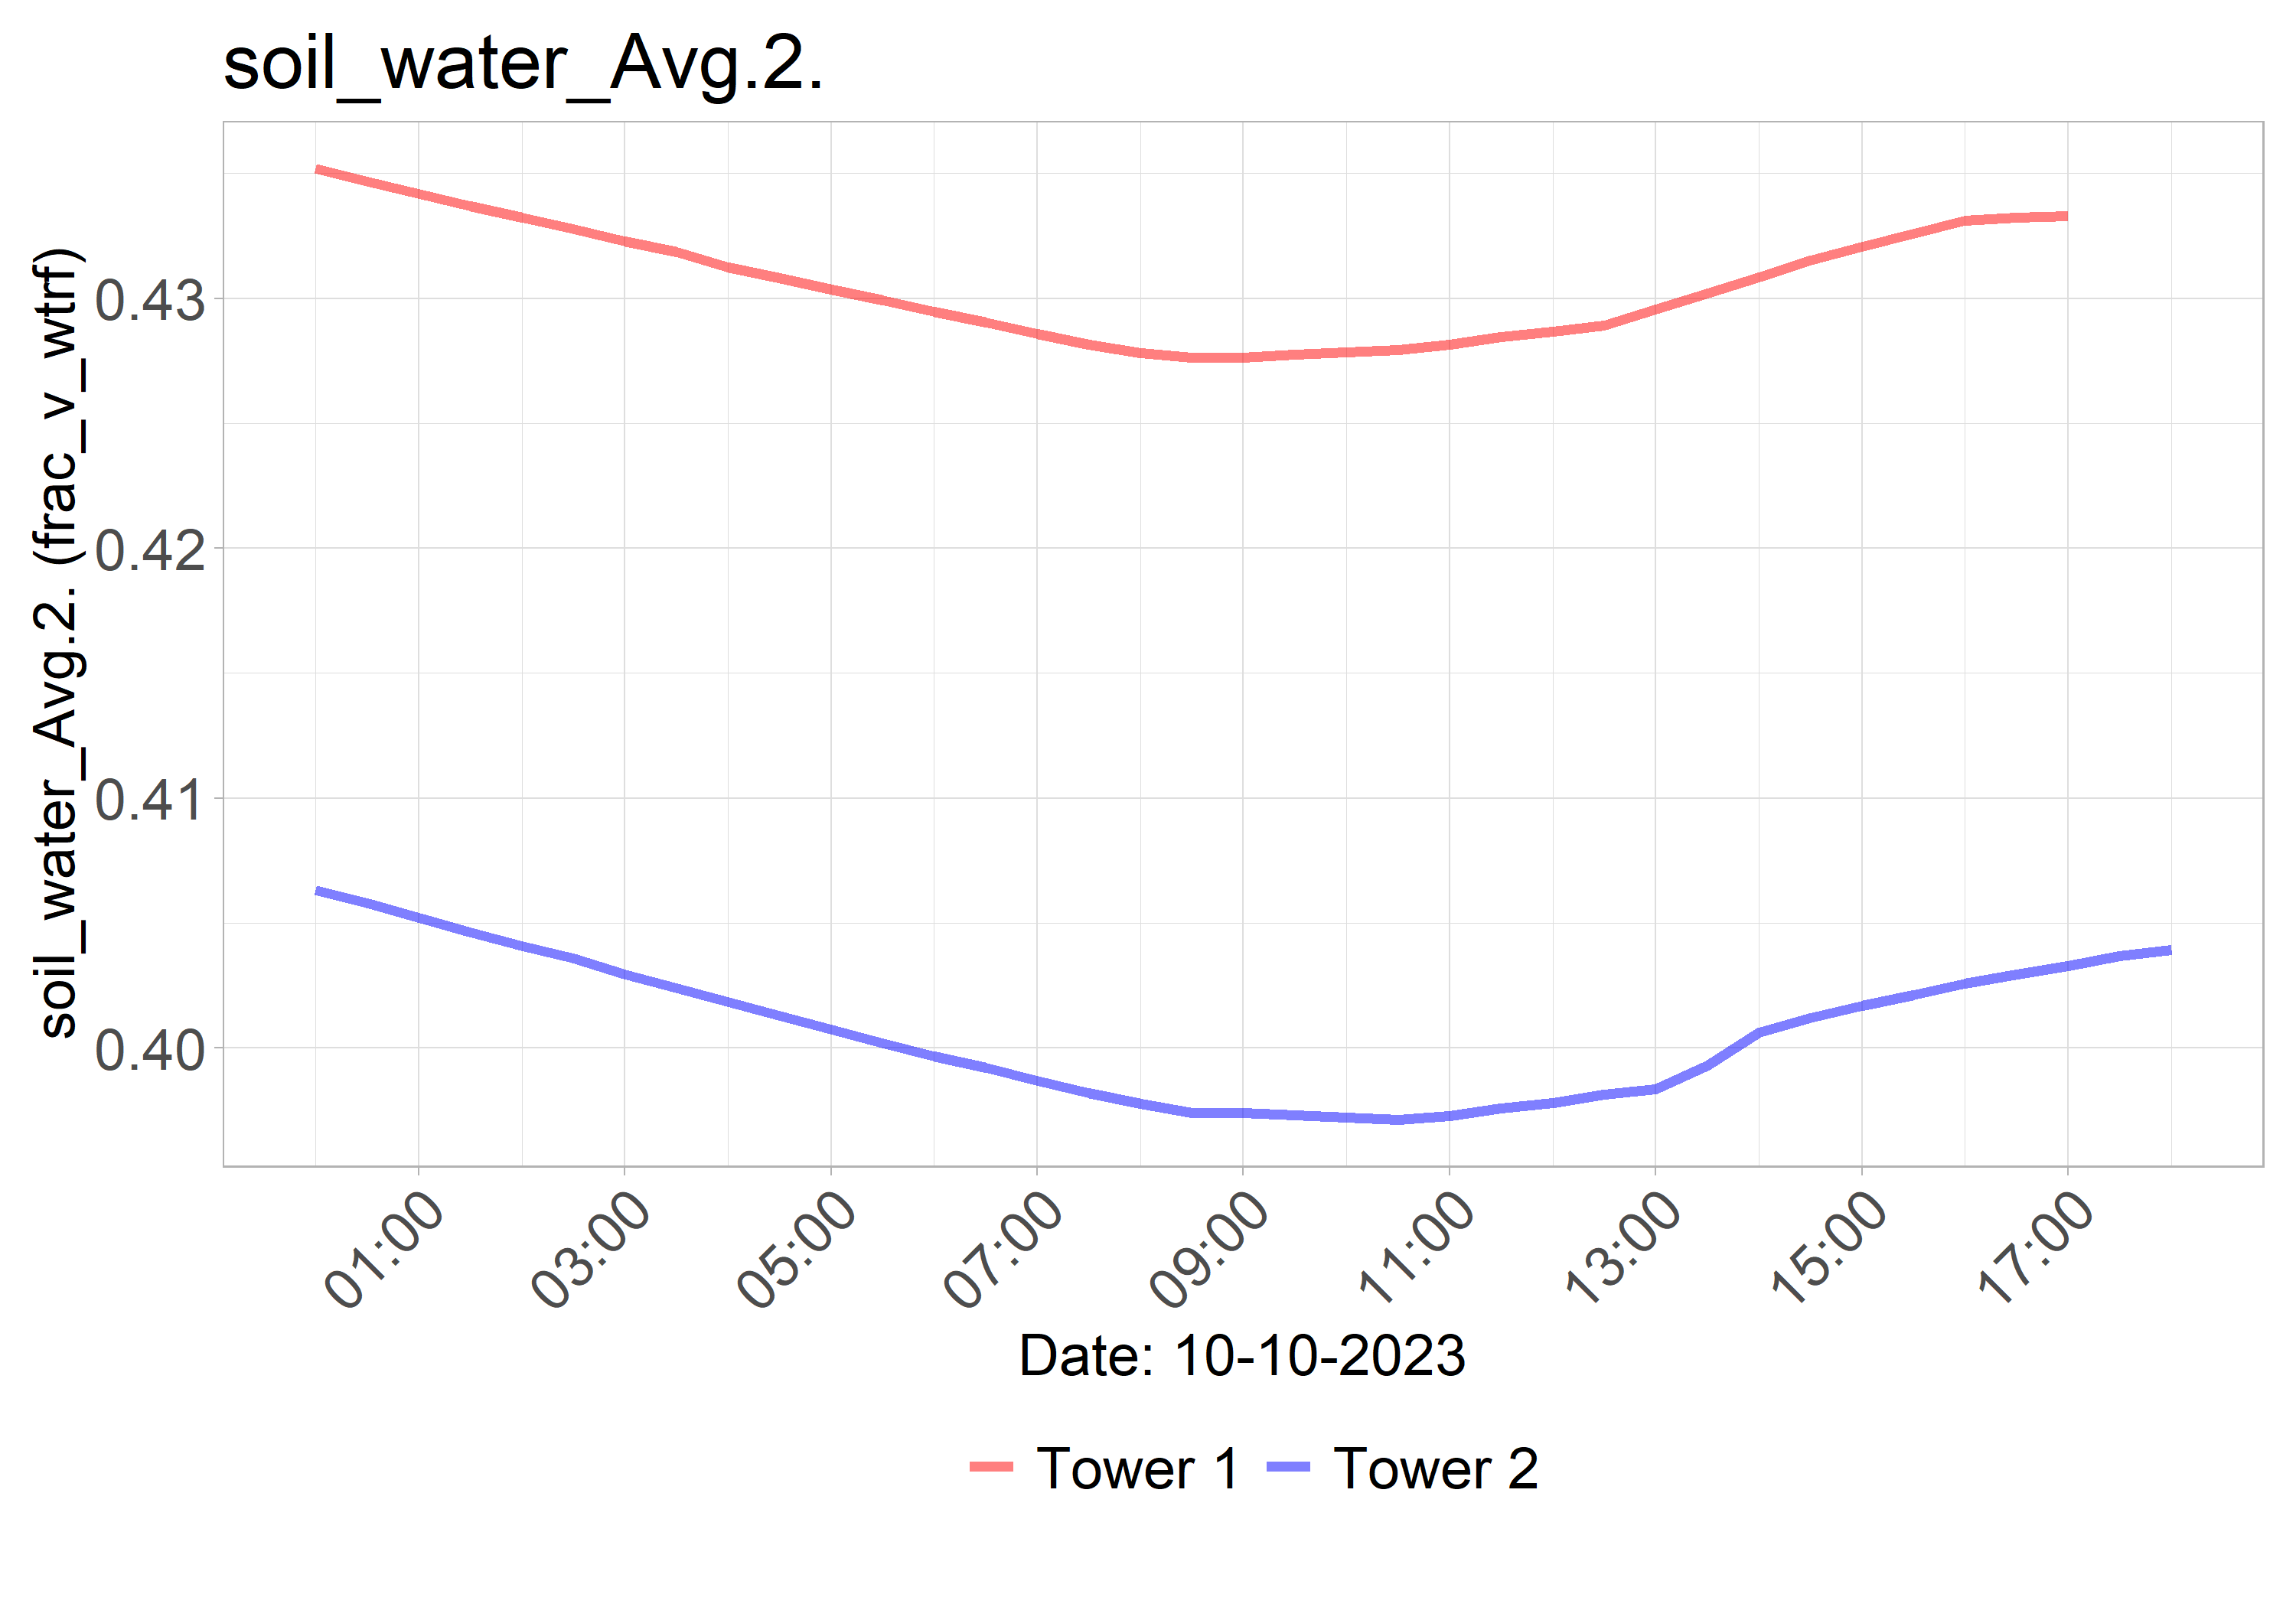 soil_water_Avg.2.
soil_water_Avg.2. (frac_v_wtrf)
0.43
0.42
0.41
0.40
01:00 03:00 05:00 07:00 09:00 11:00 13:00 15:00 17:00
Date: 10-10-2023
Tower 1 Tower 2